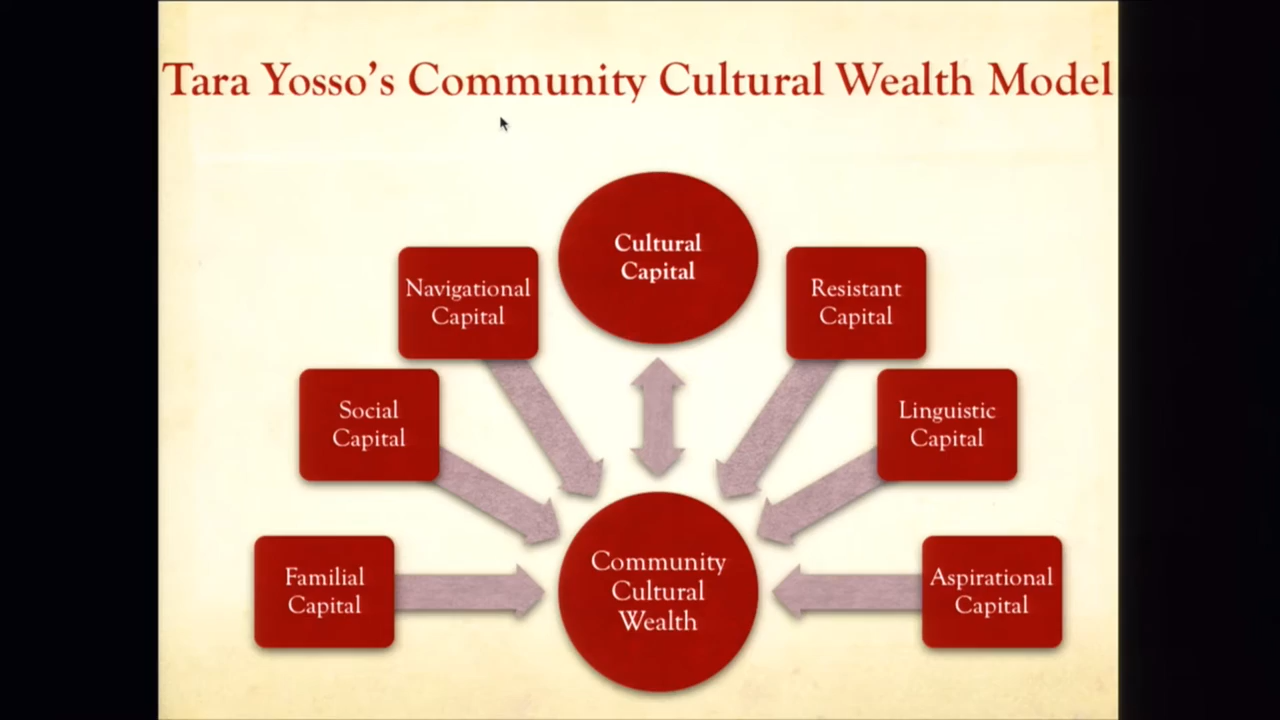 Tara Yosso’s Community Cultural Wealth Model
Cultural
Capital
Navigational
Capital
Resistant
Capital
Social
Capital
Linguistic
Capital
Familial
Capital
Community
Cultural
Wealth
Aspirational
Capital